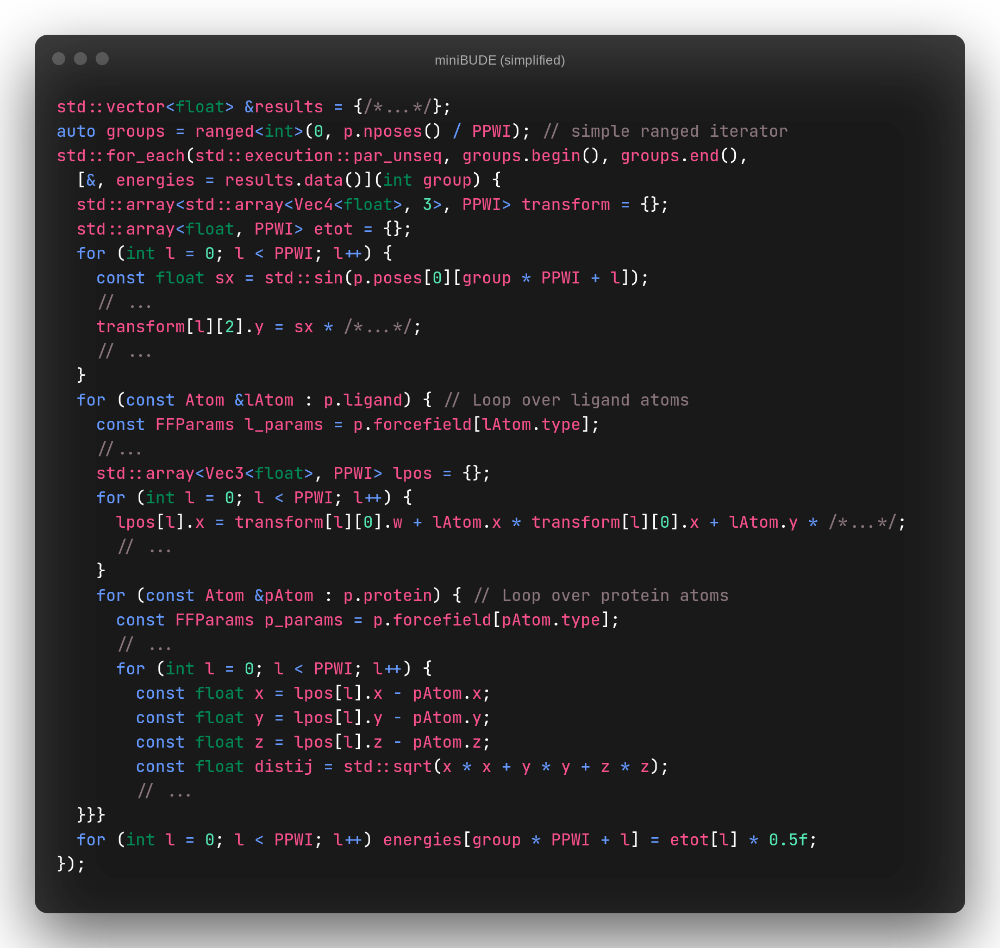 miniBUDE (simplified)
std::vector<float> &results = {/*...*/};
auto groups = ranged<int>(0, p.nposes() / PPWI); // simple ranged iterator
std::for_each(std::execution::par_unseq, groups.begin(), groups.end(),
  [&, energies = results.data()](int group) {
  std::array<std::array<Vec4<float>, 3>, PPWI> transform = {};
  std::array<float, PPWI> etot = {};
  for (int l = 0; l < PPWI; l++) {
    const float sx = std::sin(p.poses[0][group * PPWI + l]);
    // ...
    transform[l][2].y = sx * /*...*/;
    // ...
  }
  for (const Atom &lAtom : p.ligand) { // Loop over ligand atoms
    const FFParams l_params = p.forcefield[lAtom.type];
    //...
    std::array<Vec3<float>, PPWI> lpos = {};
    for (int l = 0; l < PPWI; l++) {
      lpos[l].x = transform[l][0].w + lAtom.x * transform[l][0].x + lAtom.y * /*...*/;
      // ...
    }
    for (const Atom &pAtom : p.protein) { // Loop over protein atoms
      const FFParams p_params = p.forcefield[pAtom.type];
      // ...
      for (int l = 0; l < PPWI; l++) {
        const float x = lpos[l].x - pAtom.x;
        const float y = lpos[l].y - pAtom.y;
        const float z = lpos[l].z - pAtom.z;
        const float distij = std::sqrt(x * x + y * y + z * z);
        // ...
  }}}
  for (int l = 0; l < PPWI; l++) energies[group * PPWI + l] = etot[l] * 0.5f;
});